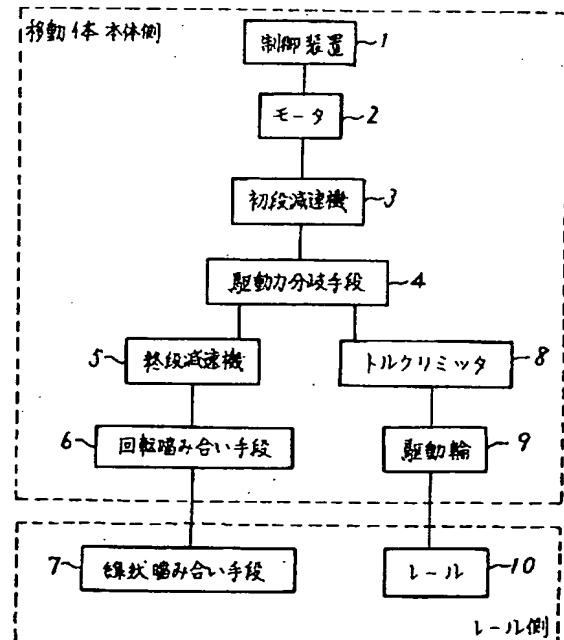 移動体本体側
制御装置 1
モータ 2
初段減速機 3
駆動力分岐手段 4
5 終段減速機
トルクリミッタ 8
6 回転噛み合い手段
駆動輪 9
7 線状噛み合い手段
レール 10
レール側